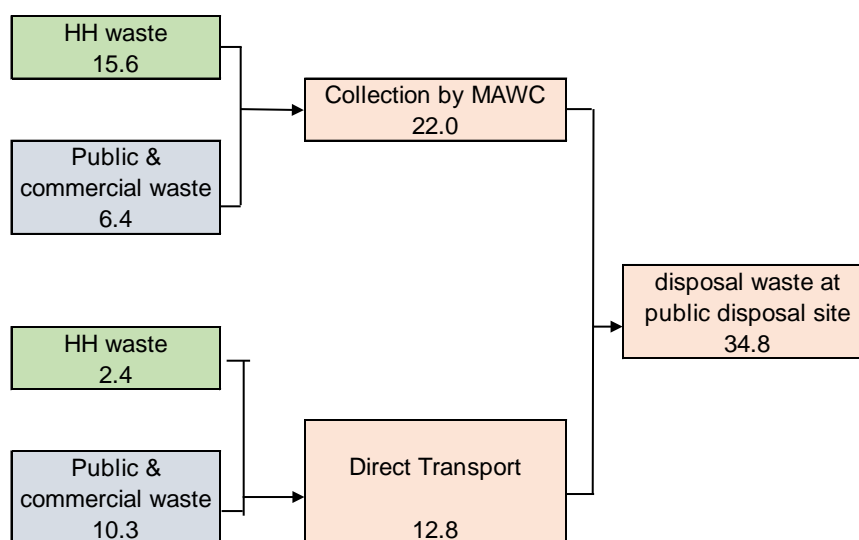 HH waste
15.6
Public &
commercial waste
6.4
Collection by MAWC
22.0
disposal waste at
public disposal site
34.8
HH waste
2.4
Public &
commercial waste
10.3
Direct Transport
12.8